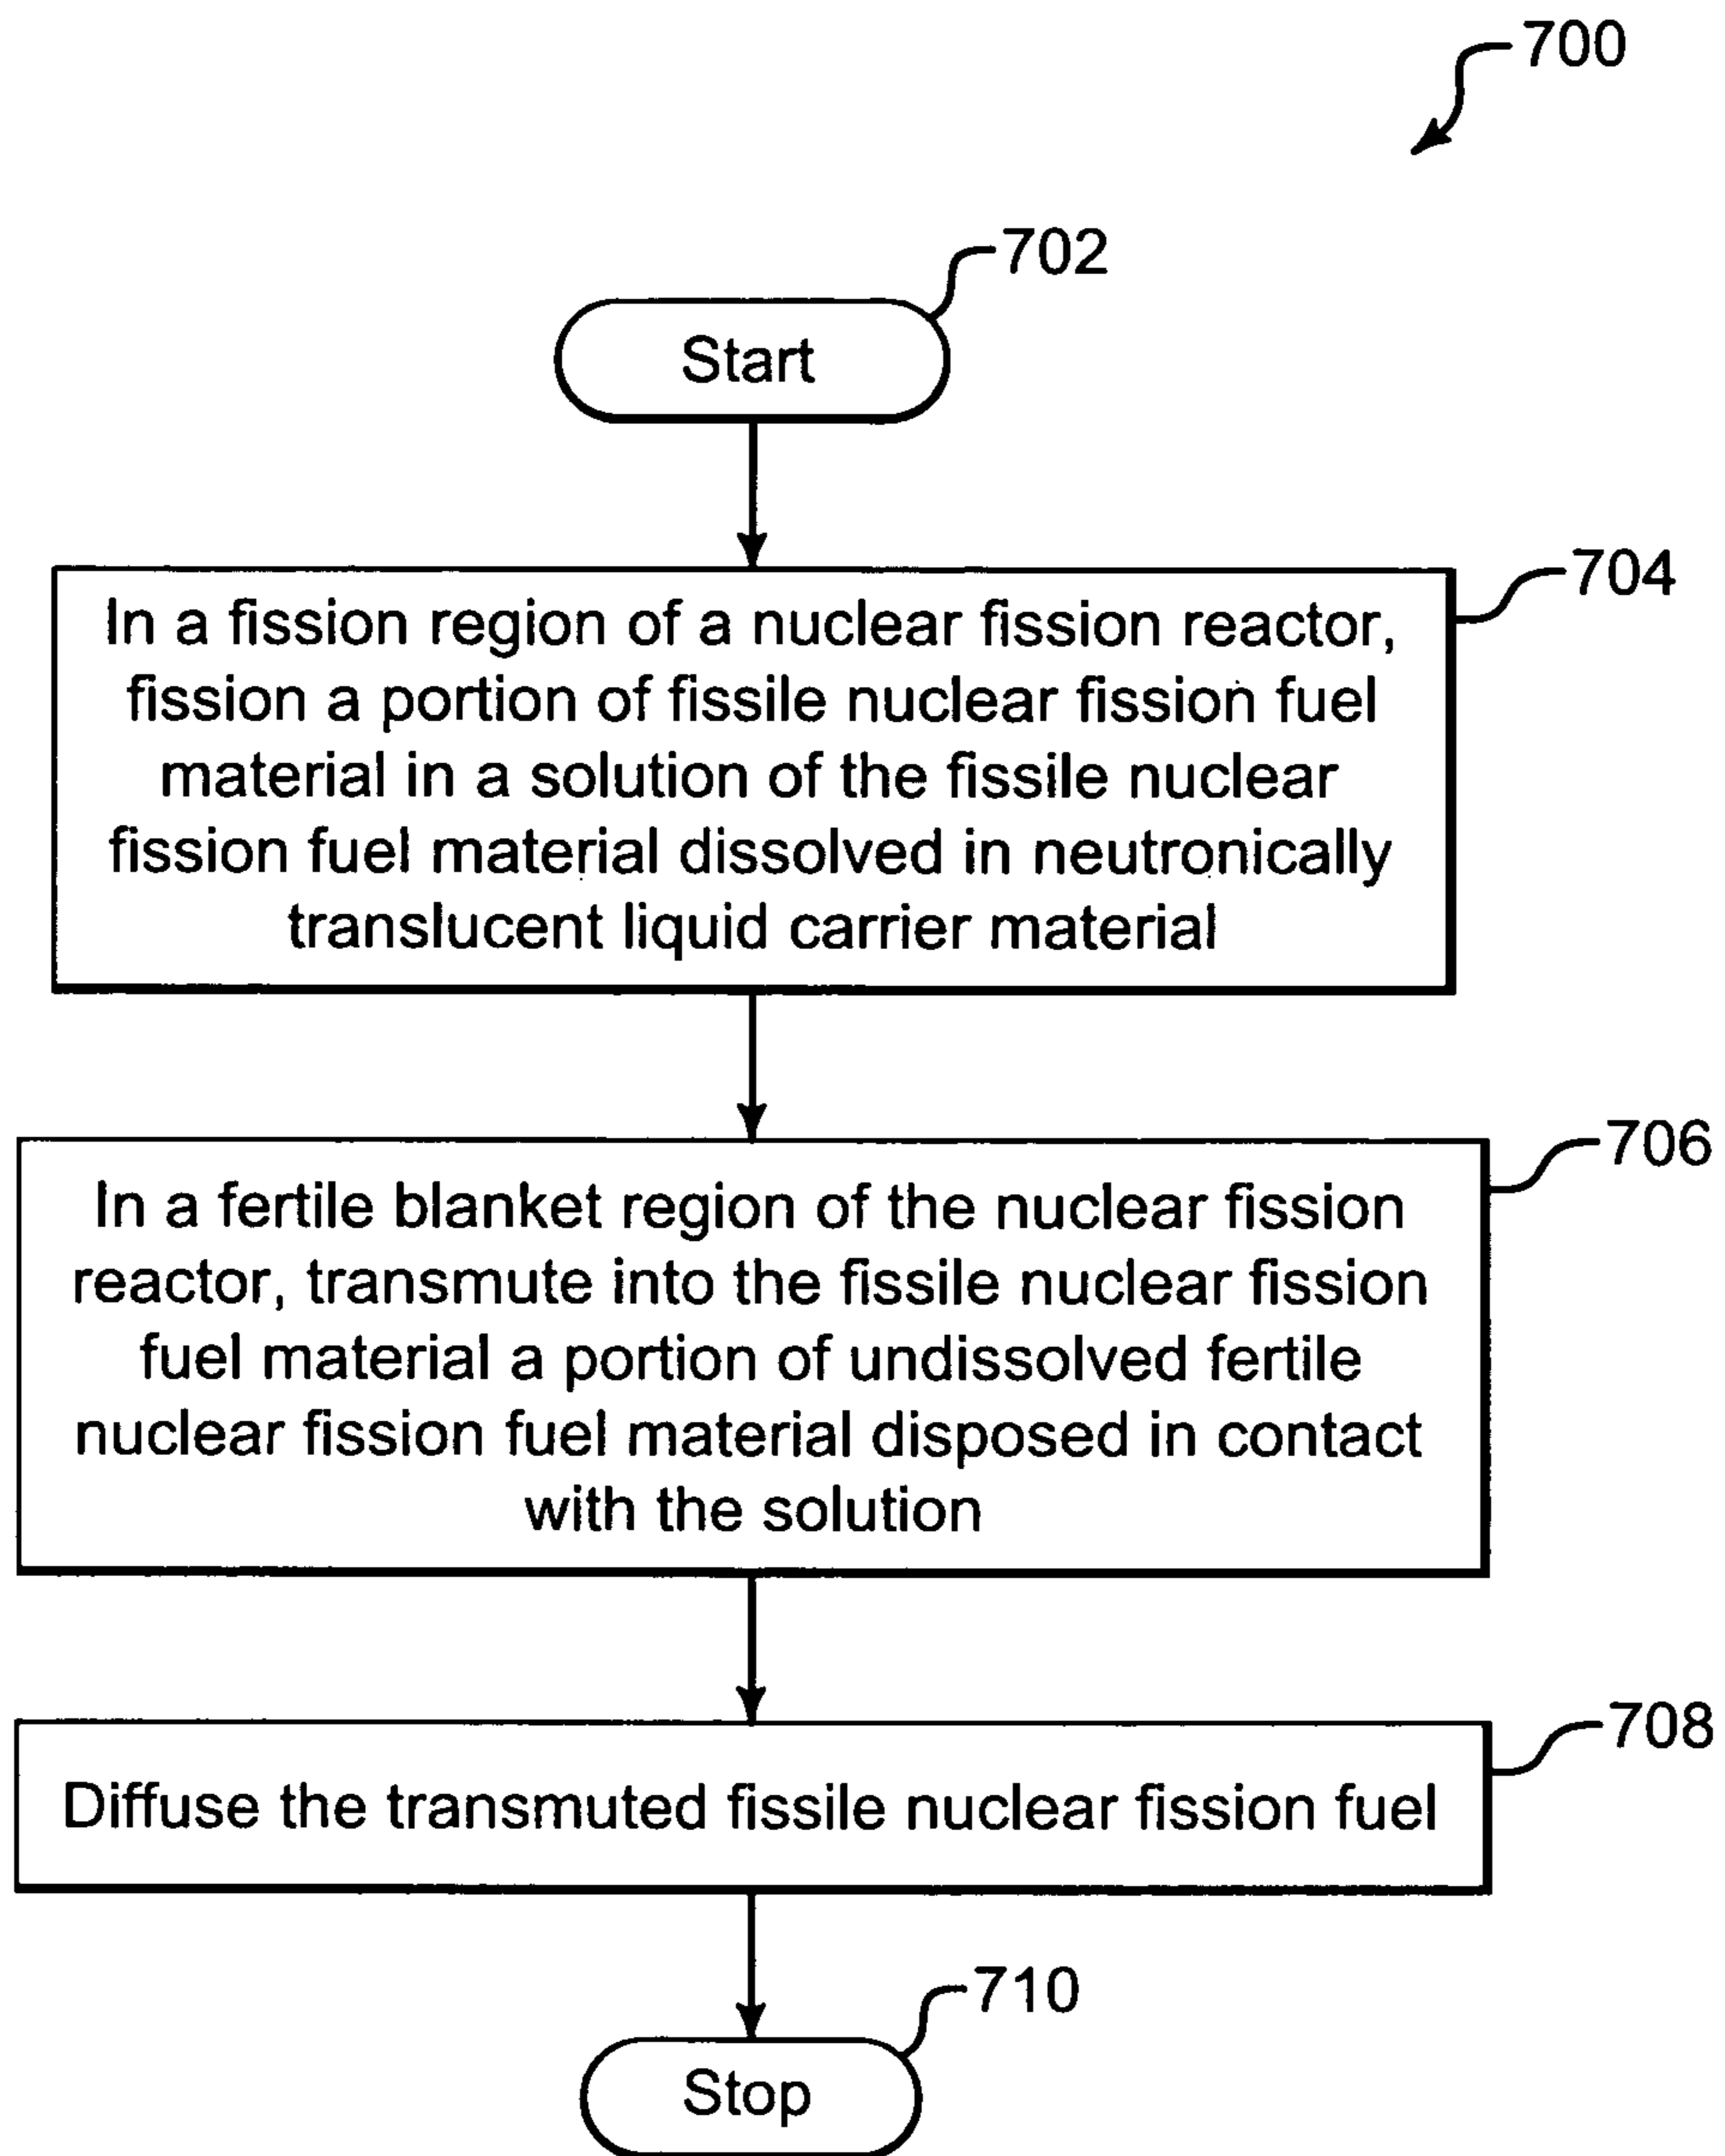 700
702
Start
704
In a fission region of a nuclear fission reactor,
fission a portion of fissile nuclear fission fuel
material in a solution of the fissile nuclear
fission fuel material dissolved in neutronically
translucent liquid carrier material
706
In a fertile blanket region of the nuclear fission
reactor, transmute into the fissile nuclear fission
fuel material a portion of undissolved fertile
nuclear fission fuel material disposed in contact
with the solution
708
Diffuse the transmuted fissile nuclear fission fuel
710
Stop